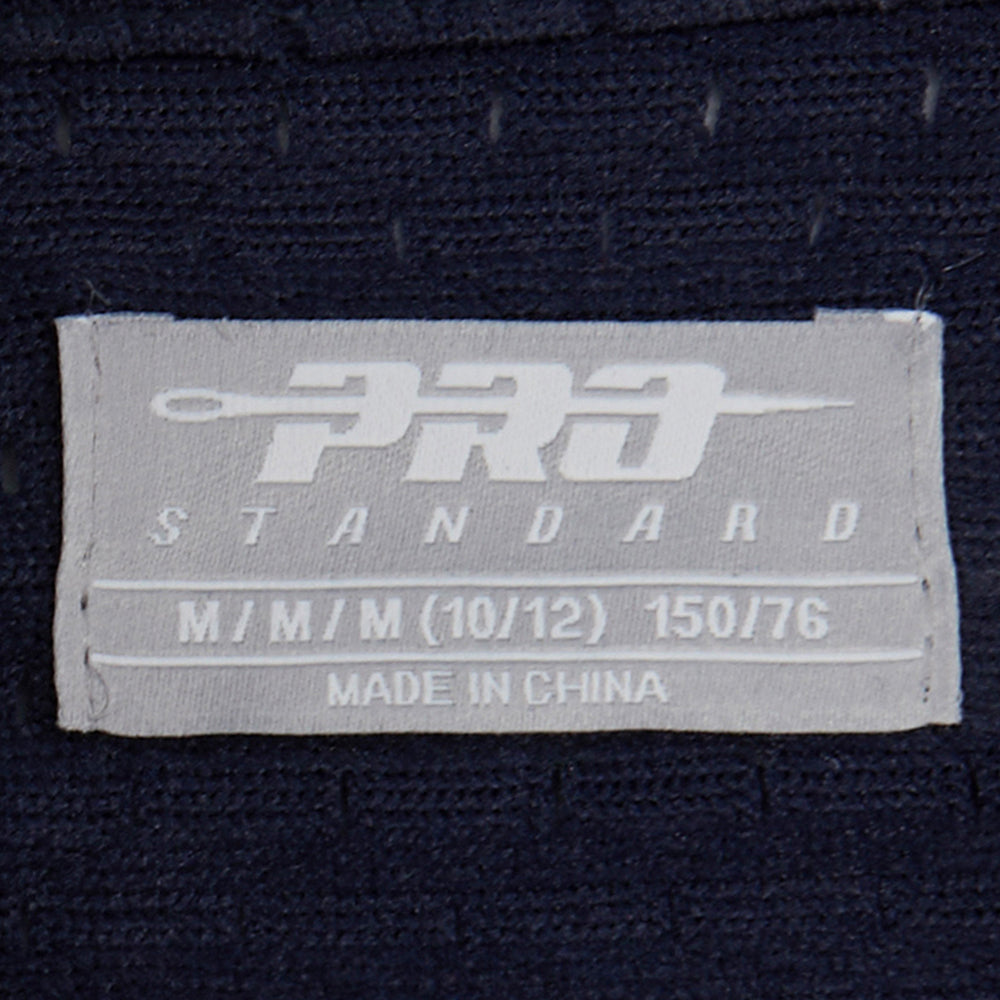 PRO
STANDARD
M/M/M (10/12) 150/76
MADE IN CHINA